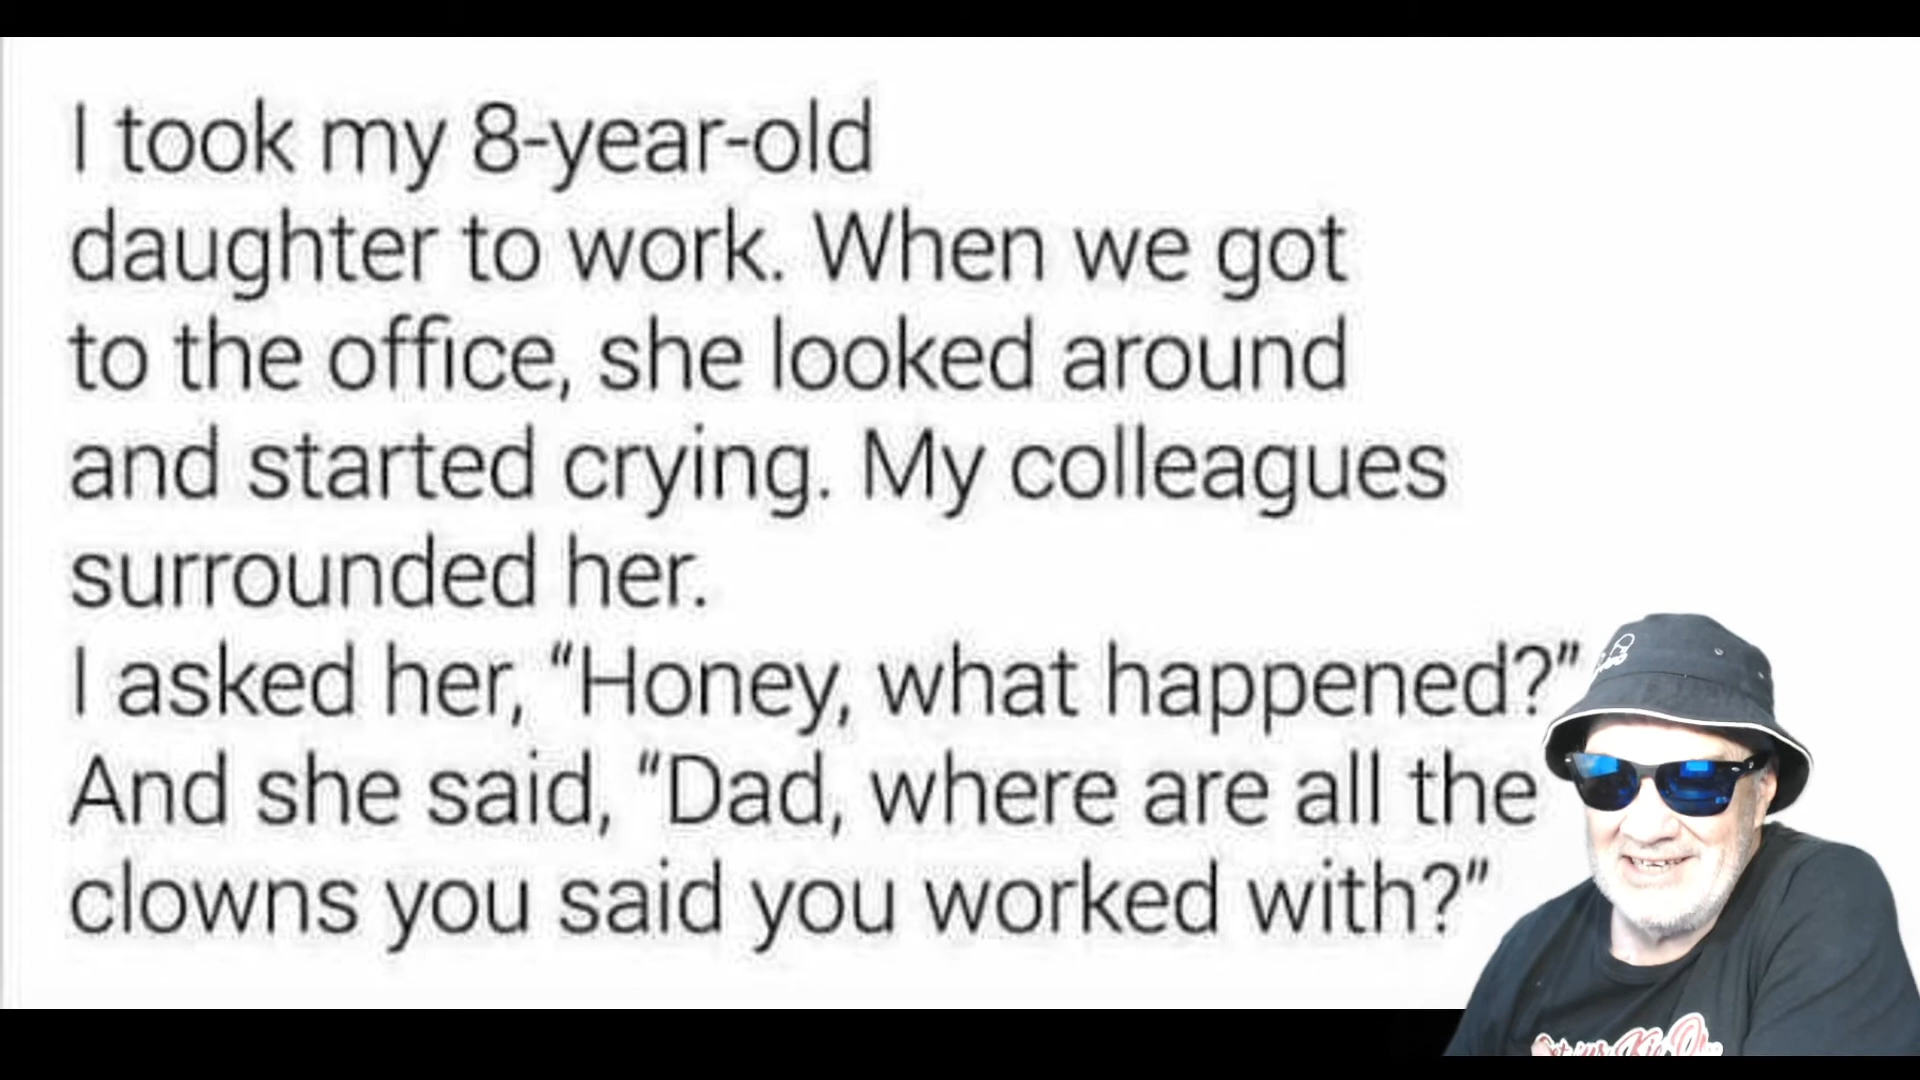 I took my 8-year-old
daughter to work. When we got
to the office, she looked around
and started crying. My colleagues
surrounded her.
I asked her, “Honey, what happened?”
And she said, “Dad, where are all the
clowns you said you worked with?”